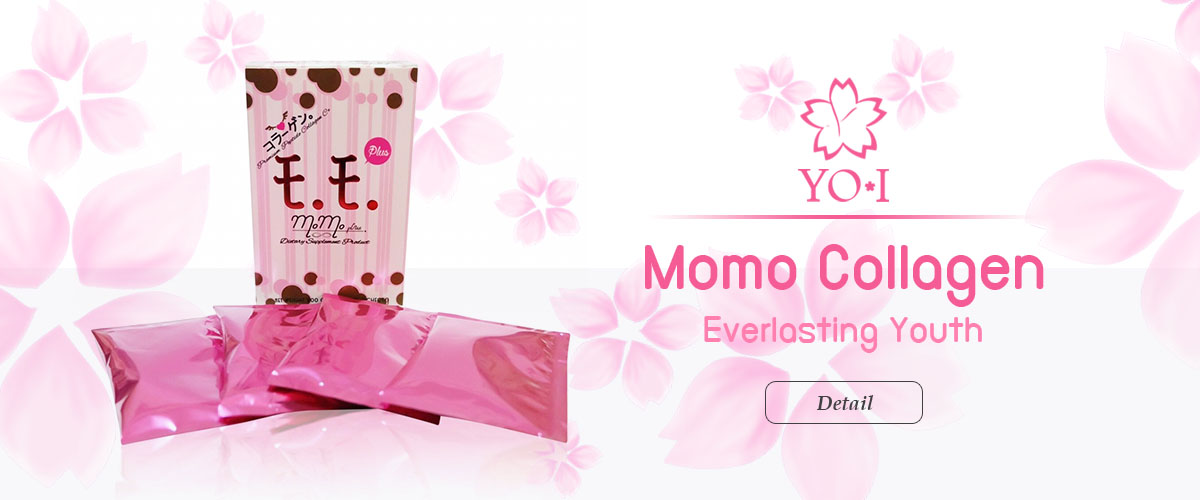 コラーゲン。
Premium Peptide Collagen C+
モ.モ.
Plus
MoMo plus
Dietary Supplement Product
YO I
Momo Collagen
Everlasting Youth
Detail